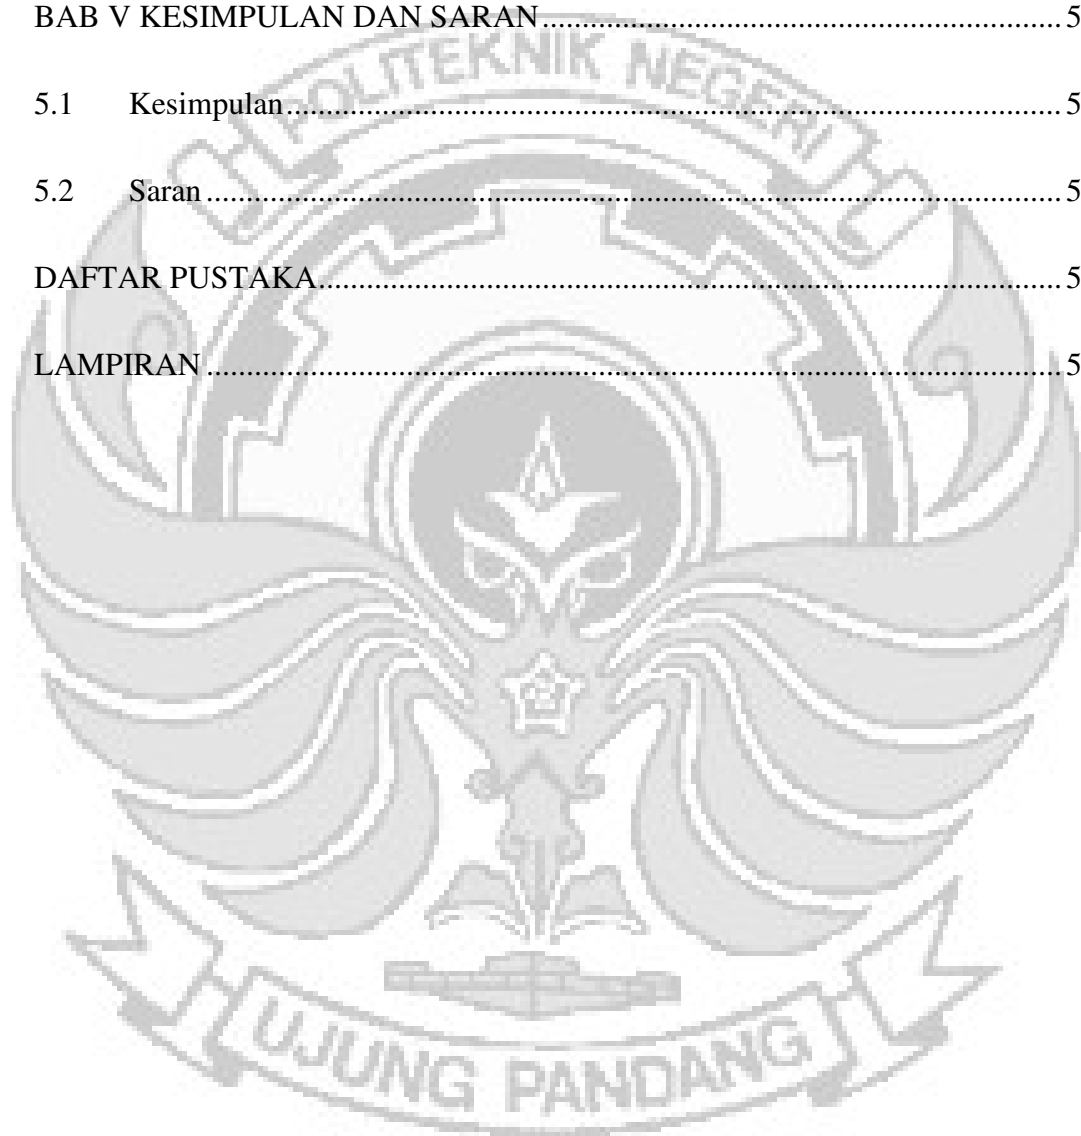 BAB V KESIMPULAN DAN SARAN.......................................................... 5
5.1 Kesimpulan.......................................................................................... 5
5.2 Saran.................................................................................................... 5
DAFTAR PUSTAKA................................................................................... 5
LAMPIRAN................................................................................................ 5
POLITEKNIK NEGERI
UJUNG PANDANG